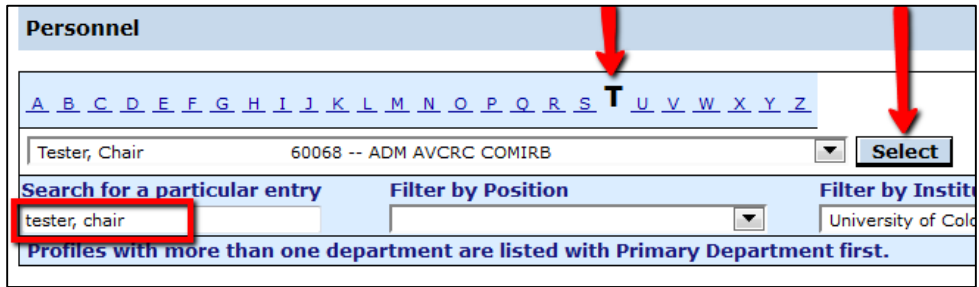 Personnel
A B C D E F G H I J K L M N O P Q R S T U V W X Y Z
Tester, Chair 60068 -- ADM AVCRC COMIRB Select
Search for a particular entry Filter by Position Filter by Institu
tester, chair University of Colo
Profiles with more than one department are listed with Primary Department first.